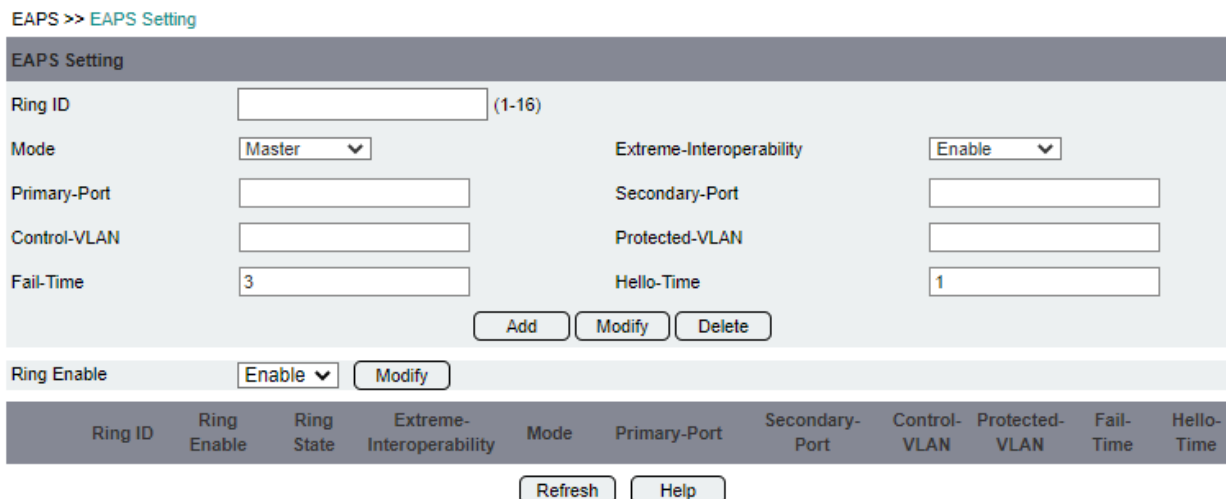 EAPS >> EAPS Setting
EAPS Setting
Ring ID (1-16)
Mode Master Extreme-Interoperability Enable
Primary-Port Secondary-Port
Control-VLAN Protected-VLAN
Fail-Time 3 Hello-Time 1
Add Modify Delete
Ring Enable Enable Modify
Ring ID Ring Enable Ring State Extreme-Interoperability Mode Primary-Port Secondary-Port Control-VLAN Protected-VLAN Fail-Time Hello-Time
Refresh Help